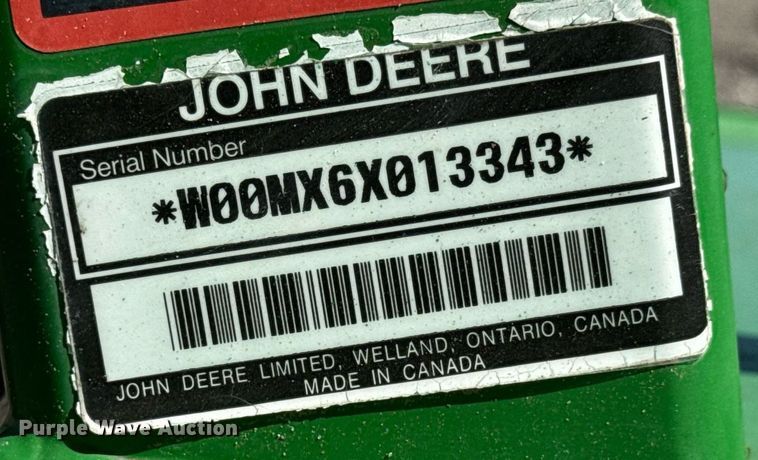 JOHN DEERE
Serial Number
*W00MX6X013343*
JOHN DEERE LIMITED, WELLAND, ONTARIO, CANADA
MADE IN CANADA
Purple Wave Auction